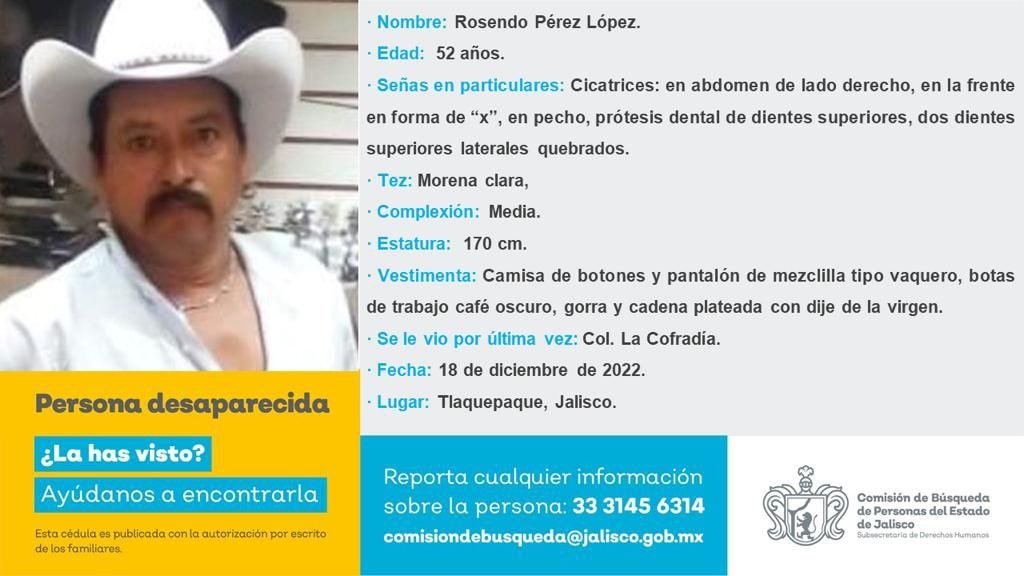 · Nombre: Rosendo Pérez López.
· Edad: 52 años.
· Señas en particulares: Cicatrices: en abdomen de lado derecho, en la frente
en forma de “x”, en pecho, prótesis dental de dientes superiores, dos dientes
superiores laterales quebrados.
· Tez: Morena clara,
· Complexión: Media.
· Estatura: 170 cm.
· Vestimenta: Camisa de botones y pantalón de mezclilla tipo vaquero, botas
de trabajo café oscuro, gorra y cadena plateada con dije de la virgen.
· Se le vio por última vez: Col. La Cofradía.
· Fecha: 18 de diciembre de 2022.
· Lugar: Tlaquepaque, Jalisco.
Persona desaparecida
¿La has visto?
Ayúdanos a encontrarla
Esta cédula es publicada con la autorización por escrito
de los familiares.
Reporta cualquier información
sobre la persona: 33 3145 6314
comisiondebusqueda@jalisco.gob.mx
Comisión de Búsqueda
de Personas del Estado
de Jalisco
Subsecretaría de Derechos Humanos